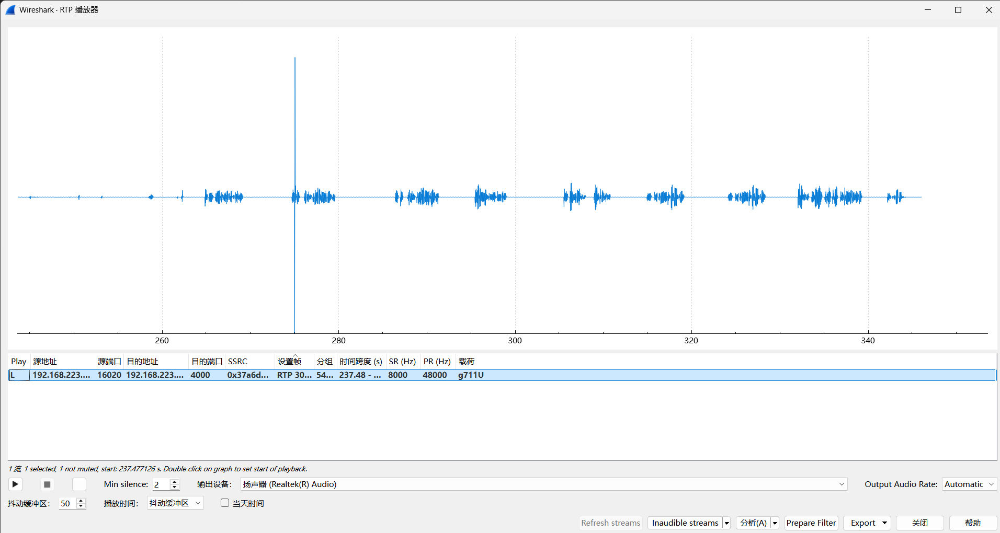 Wireshark · RTP 播放器
260 280 300 320 340
Play 源地址 源端口 目的地址 目的端口 SSRC 设置帧 分组 时间跨度 (s) SR (Hz) PR (Hz) 载荷
L 192.168.223.... 16020 192.168.223.... 4000 0x37a6d... RTP 30... 54... 237.48 - ... 8000 48000 g711U
1 流, 1 selected, 1 not muted, start: 237.477126 s. Double click on graph to set start of playback.
Min silence: 2 输出设备: 扬声器 (Realtek(R) Audio) Output Audio Rate: Automatic
抖动缓冲区: 50 播放时间: 抖动缓冲区 当天时间
Refresh streams Inaudible streams 分析(A) Prepare Filter Export 关闭 帮助